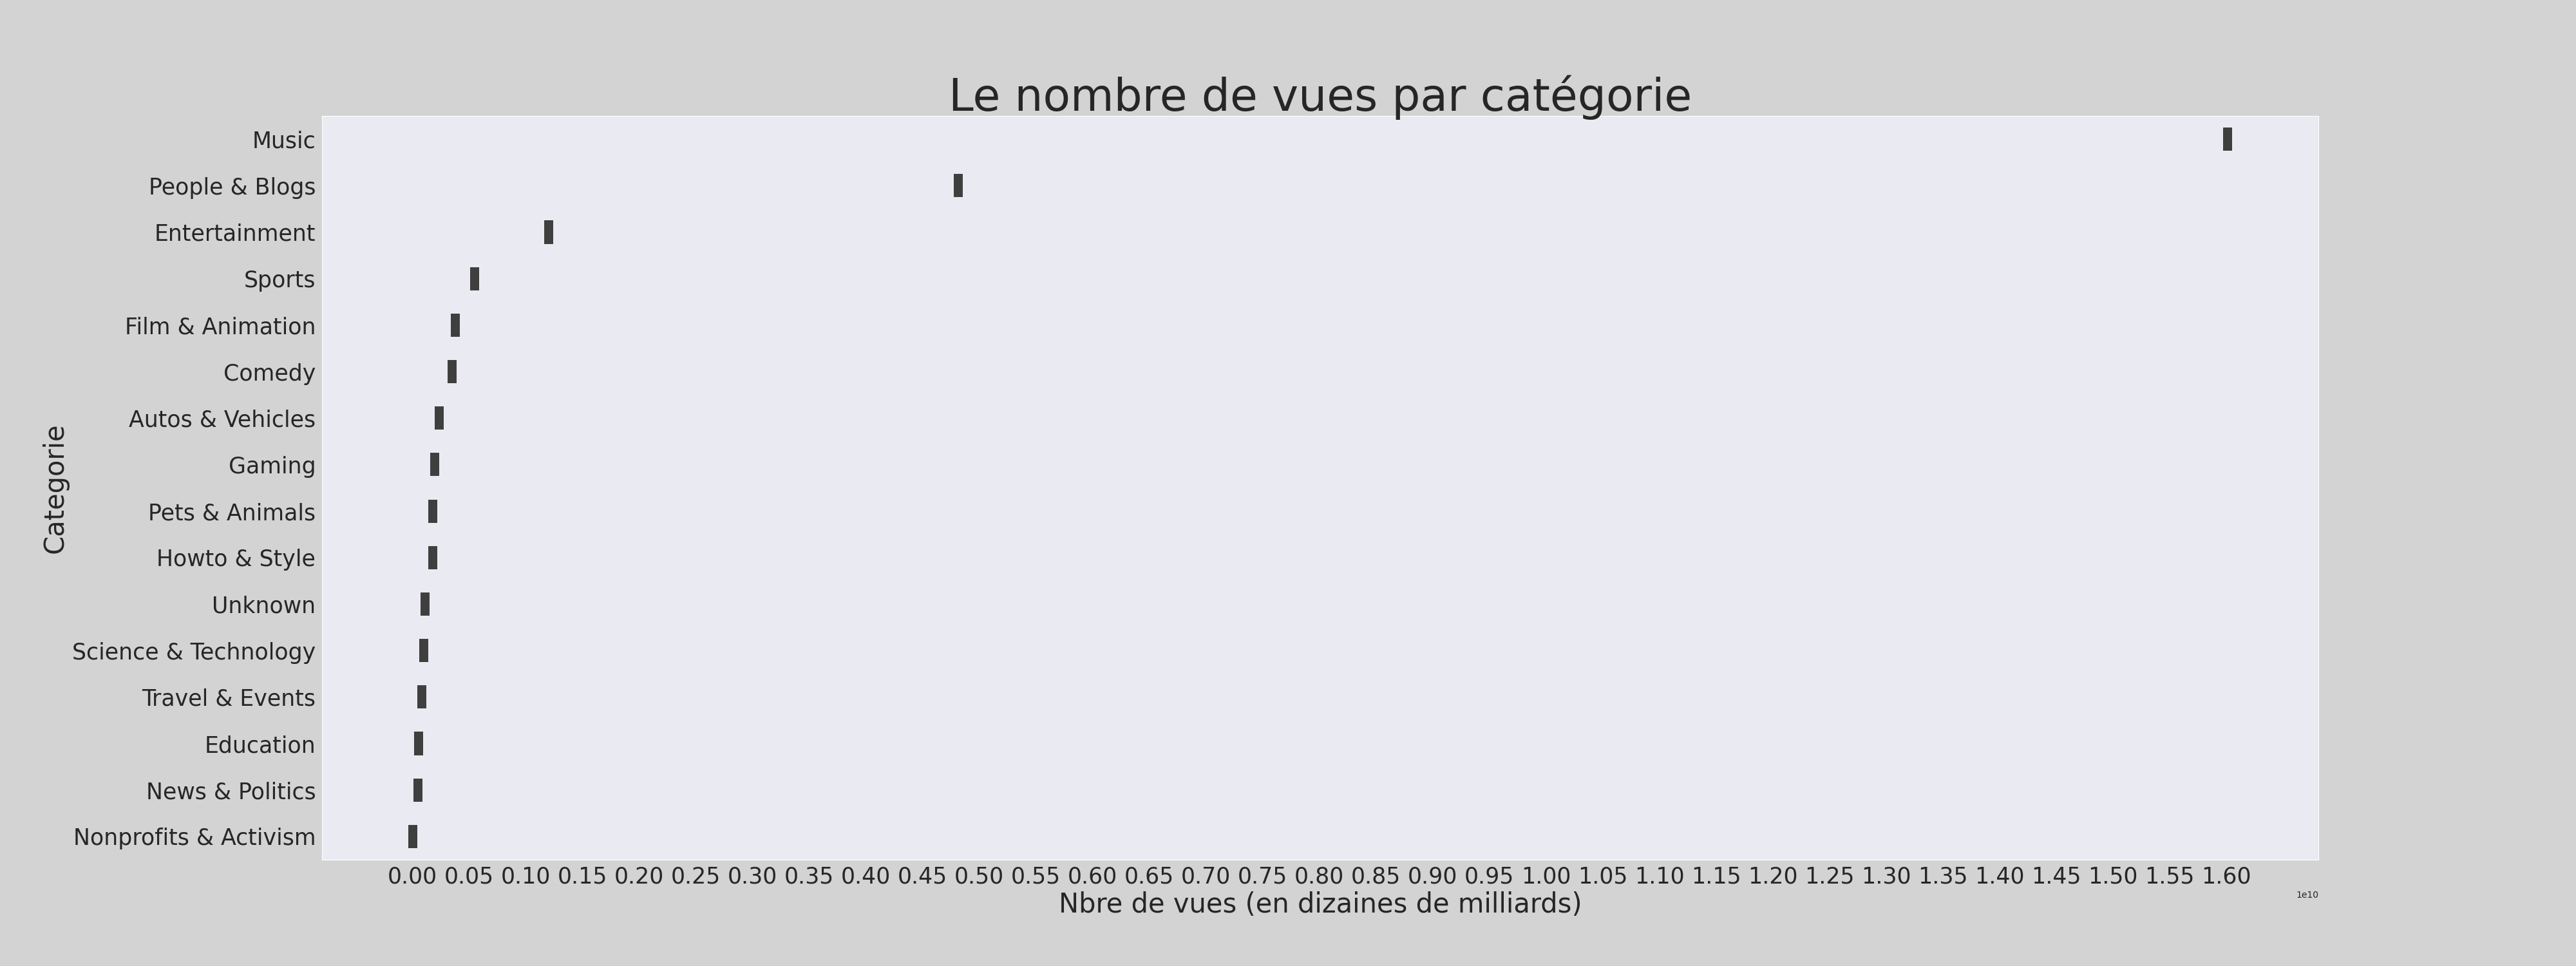 Le nombre de vues par catégorie
Music
People & Blogs
Entertainment
Sports
Film & Animation
Comedy
Autos & Vehicles
Gaming
Pets & Animals
Howto & Style
Unknown
Science & Technology
Travel & Events
Education
News & Politics
Nonprofits & Activism
Categorie
0.00 0.05 0.10 0.15 0.20 0.25 0.30 0.35 0.40 0.45 0.50 0.55 0.60 0.65 0.70 0.75 0.80 0.85 0.90 0.95 1.00 1.05 1.10 1.15 1.20 1.25 1.30 1.35 1.40 1.45 1.50 1.55 1.60
1e10
Nbre de vues (en dizaines de milliards)